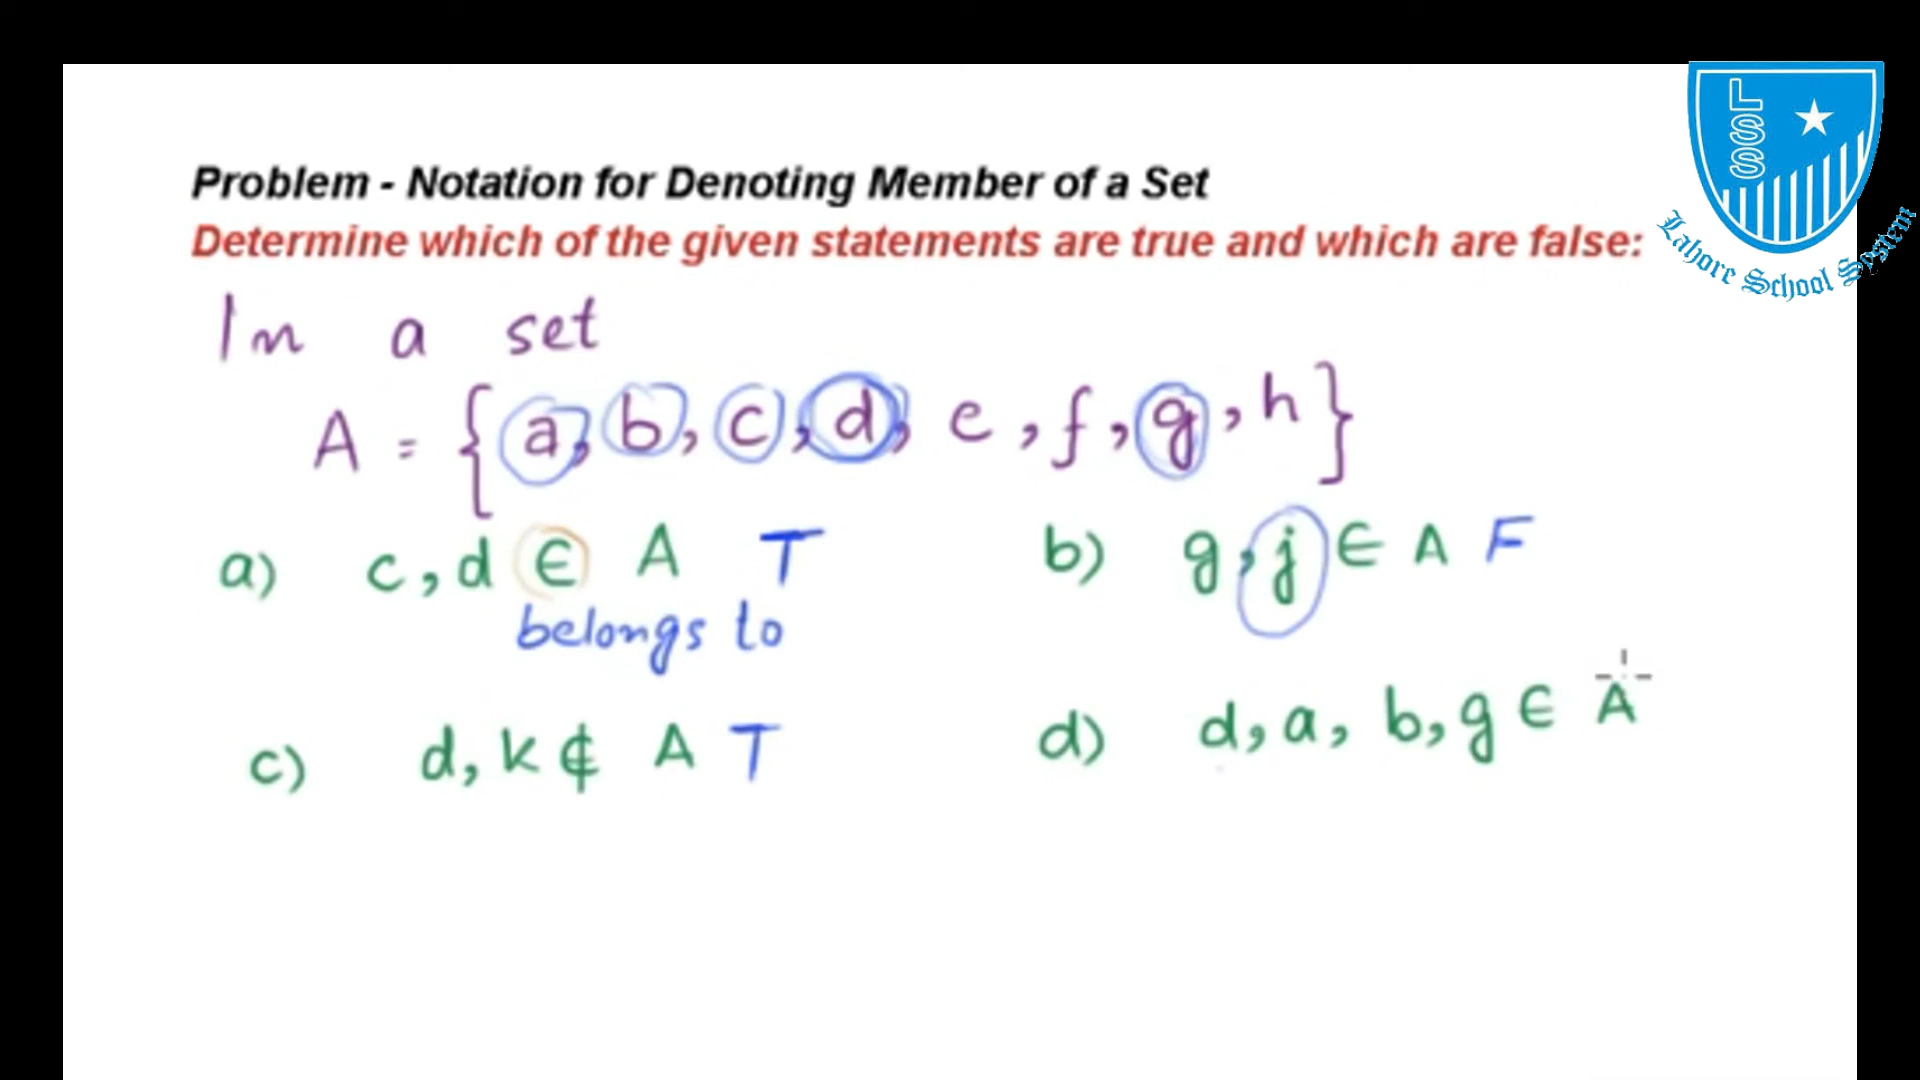 LSS
Lahore School System
Problem - Notation for Denoting Member of a Set
Determine which of the given statements are true and which are false:
In a set
A = {a, b, c, d, e, f, g, h}
a) c, d ∈ A T
belongs to
b) g, j ∈ A F
c) d, k ∉ A T
d) d, a, b, g ∈ A